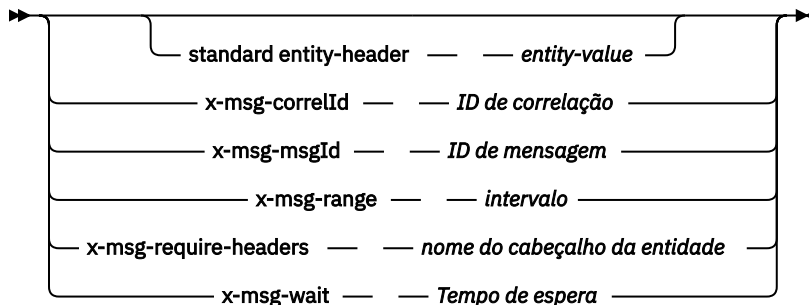 standard entity-header — entity-value
x-msg-correlId — ID de correlação
x-msg-msgId — ID de mensagem
x-msg-range — intervalo
x-msg-require-headers — nome do cabeçalho da entidade
x-msg-wait — Tempo de espera